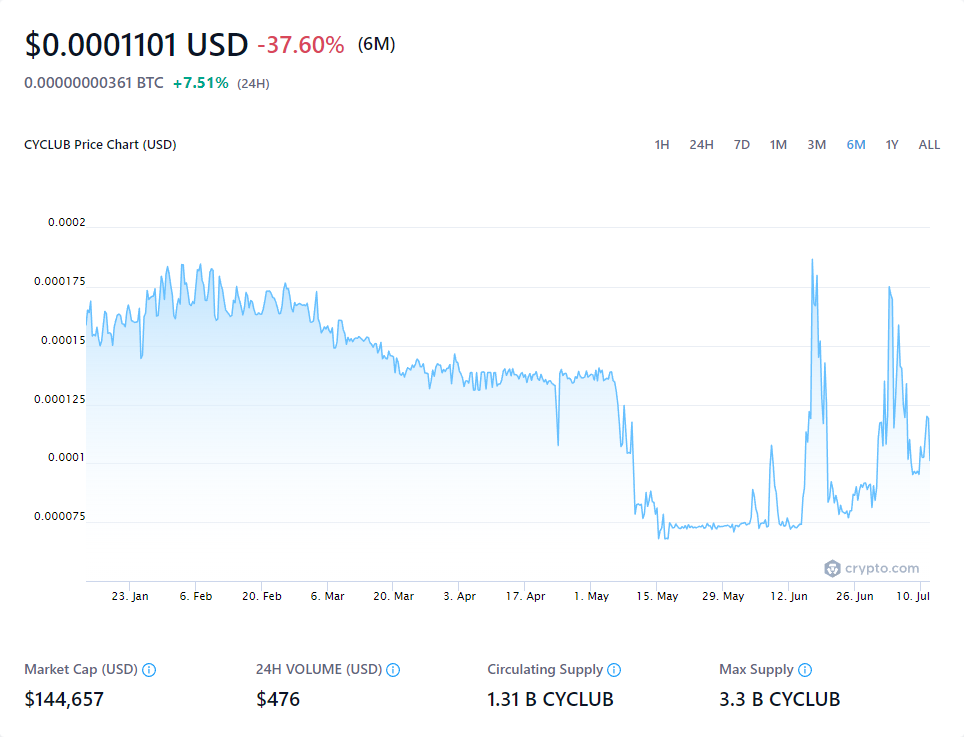 $0.0001101 USD -37.60% (6M)
0.00000000361 BTC +7.51% (24H)
CYCLUB Price Chart (USD) 1H 24H 7D 1M 3M 6M 1Y ALL
0.0002
0.000175
0.00015
0.000125
0.0001
0.000075
crypto.com
23. Jan 6. Feb 20. Feb 6. Mar 20. Mar 3. Apr 17. Apr 1. May 15. May 29. May 12. Jun 26. Jun 10. Jul
Market Cap (USD) 24H VOLUME (USD) Circulating Supply Max Supply
$144,657 $476 1.31 B CYCLUB 3.3 B CYCLUB